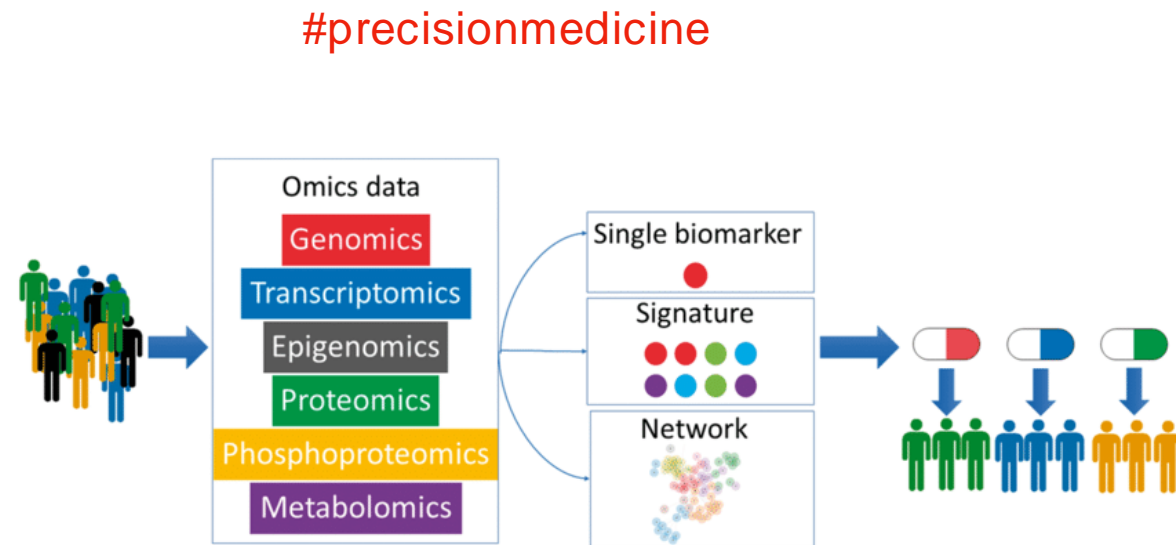 #precisionmedicine
Omics data
Genomics
Transcriptomics
Epigenomics
Proteomics
Phosphoproteomics
Metabolomics
Single biomarker
Signature
Network